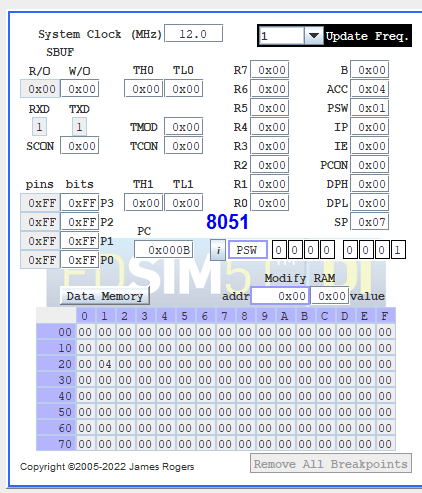 System Clock (MHz) 12.0 1 Update Freq.
SBUF
R/O W/O TH0 TL0 R7 0x00 B 0x00
0x00 0x00 0x00 0x00 R6 0x00 ACC 0x04
RXD TXD R5 0x00 PSW 0x01
1 1 TMOD 0x00 R4 0x00 IP 0x00
SCON 0x00 TCON 0x00 R3 0x00 IE 0x00
R2 0x00 PCON 0x00
pins bits TH1 TL1 R1 0x00 DPH 0x00
0xFF 0xFF P3 0x00 0x00 R0 0x00 DPL 0x00
0xFF 0xFF P2 8051 SP 0x07
0xFF 0xFF P1 PC
0xFF 0xFF P0 0x000B i PSW 0 0 0 0 0 0 0 1
EDSIM51DI
TM
Modify RAM
Data Memory addr 0x00 0x00 value
0 1 2 3 4 5 6 7 8 9 A B C D E F
00 00 00 00 00 00 00 00 00 00 00 00 00 00 00 00 00
10 00 00 00 00 00 00 00 00 00 00 00 00 00 00 00 00
20 00 04 00 00 00 00 00 00 00 00 00 00 00 00 00 00
30 00 00 00 00 00 00 00 00 00 00 00 00 00 00 00 00
40 00 00 00 00 00 00 00 00 00 00 00 00 00 00 00 00
50 00 00 00 00 00 00 00 00 00 00 00 00 00 00 00 00
60 00 00 00 00 00 00 00 00 00 00 00 00 00 00 00 00
70 00 00 00 00 00 00 00 00 00 00 00 00 00 00 00 00
Copyright ©2005-2022 James Rogers Remove All Breakpoints